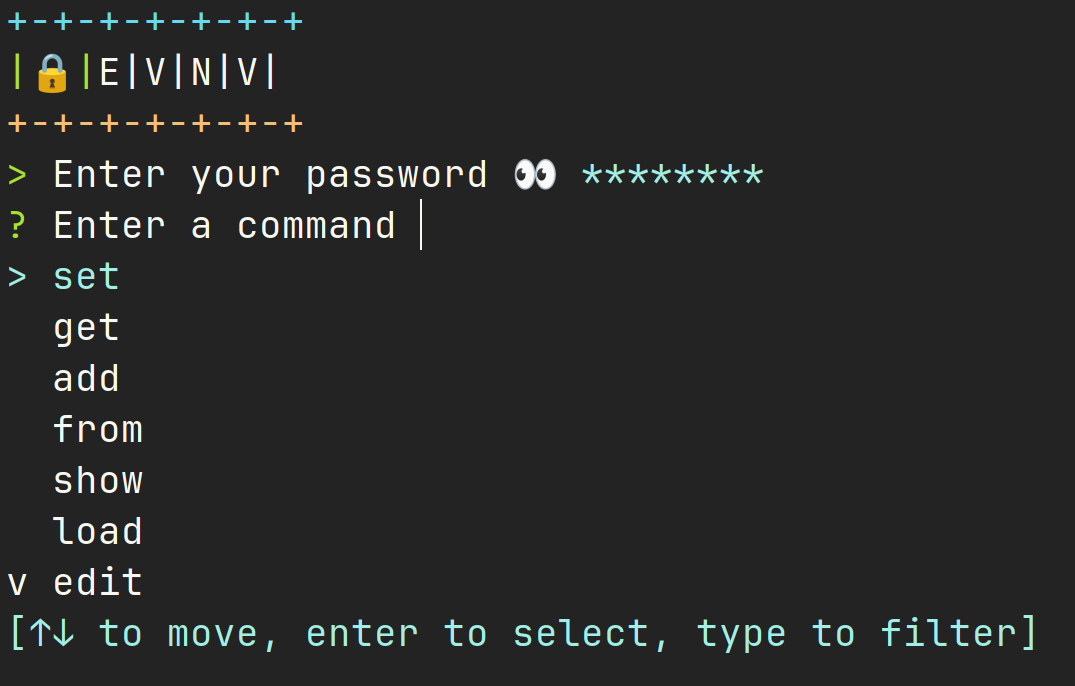 +-+-+-+-+-+-+
|🔒|E|V|N|V|
+-+-+-+-+-+-+
> Enter your password 👀 ********
? Enter a command
> set
  get
  add
  from
  show
  load
v edit
[↑↓ to move, enter to select, type to filter]